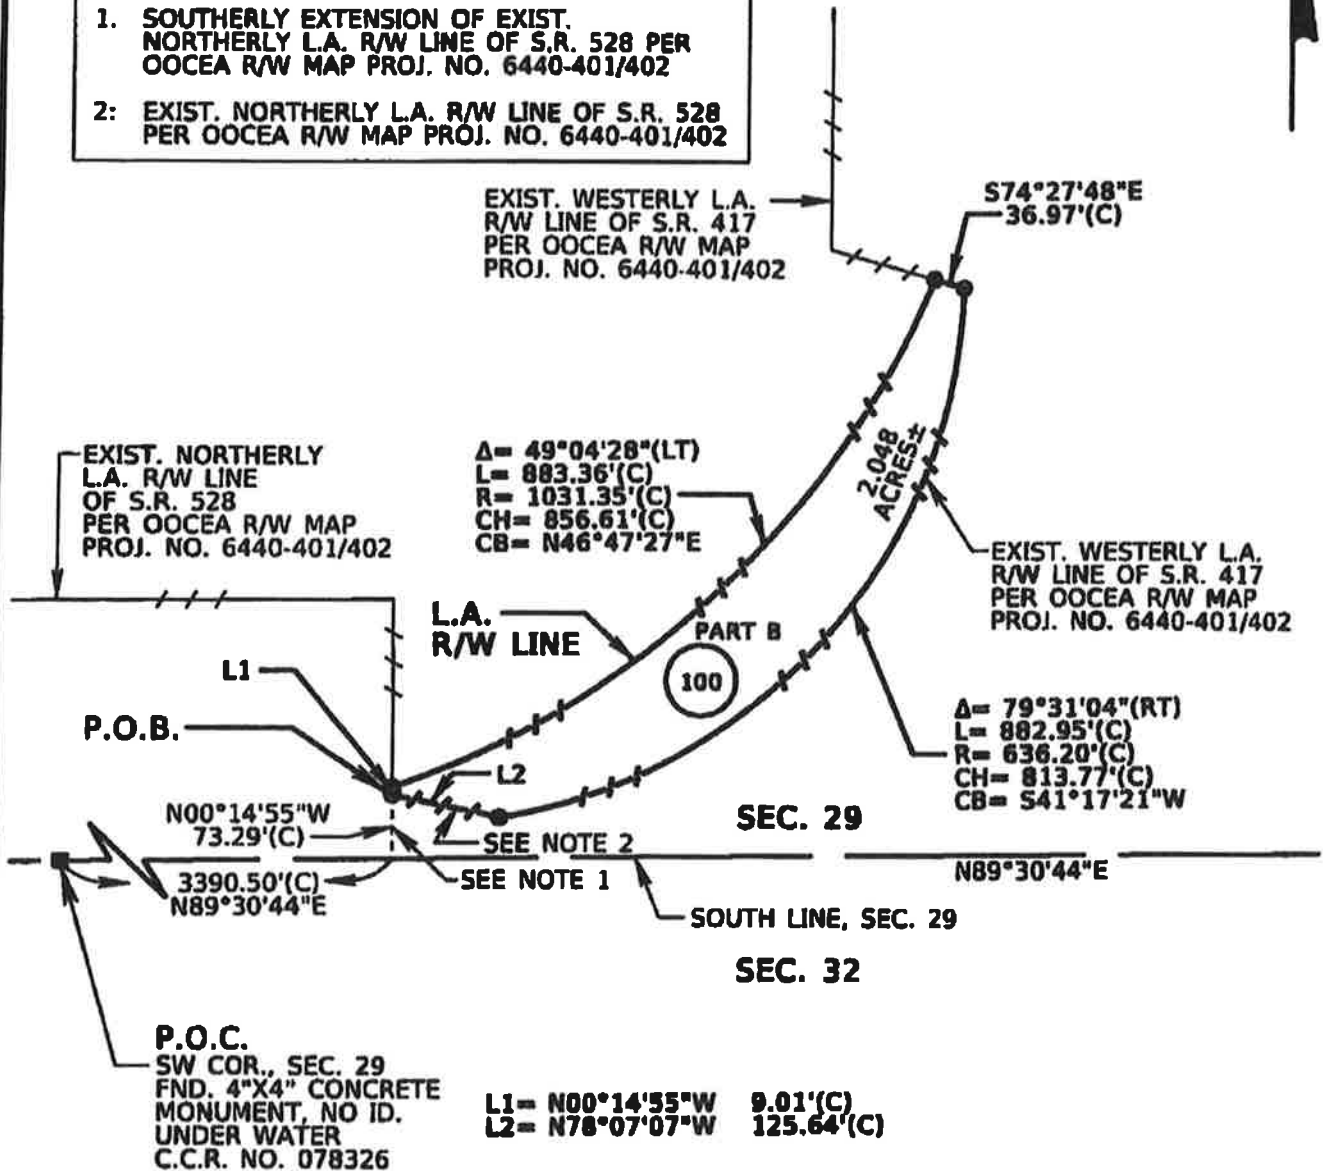 1. SOUTHERLY EXTENSION OF EXIST.
NORTHERLY L.A. R/W LINE OF S.R. 528 PER
OOCEA R/W MAP PROJ. NO. 6440-401/402
2: EXIST. NORTHERLY L.A. R/W LINE OF S.R. 528
PER OOCEA R/W MAP PROJ. NO. 6440-401/402
EXIST. WESTERLY L.A.
R/W LINE OF S.R. 417
PER OOCEA R/W MAP
PROJ. NO. 6440-401/402
S74°27'48"E
36.97'(C)
EXIST. NORTHERLY
L.A. R/W LINE
OF S.R. 528
PER OOCEA R/W MAP
PROJ. NO. 6440-401/402
Δ= 49°04'28"(LT)
L= 883.36'(C)
R= 1031.35'(C)
CH= 856.61'(C)
CB= N46°47'27"E
2.048
ACRES±
EXIST. WESTERLY L.A.
R/W LINE OF S.R. 417
PER OOCEA R/W MAP
PROJ. NO. 6440-401/402
L.A.
R/W LINE
PART B
100
L1
P.O.B.
L2
Δ= 79°31'04"(RT)
L= 882.95'(C)
R= 636.20'(C)
CH= 813.77'(C)
CB= S41°17'21"W
N00°14'55"W
73.29'(C)
SEE NOTE 2
SEC. 29
3390.50'(C)
N89°30'44"E
SEE NOTE 1
N89°30'44"E
SOUTH LINE, SEC. 29
SEC. 32
P.O.C.
SW COR., SEC. 29
FND. 4"X4" CONCRETE
MONUMENT, NO ID.
UNDER WATER
C.C.R. NO. 078326
L1= N00°14'55"W 9.01'(C)
L2= N78°07'07"W 125.64'(C)